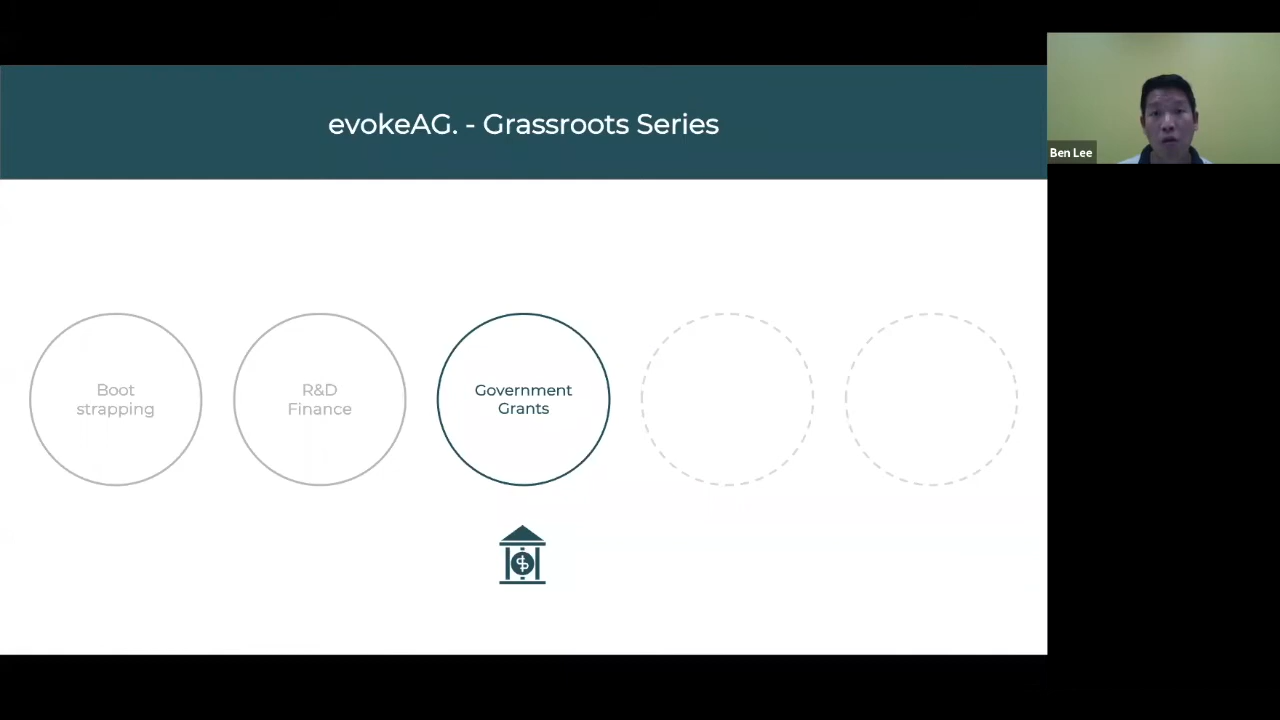 evokeAG. - Grassroots Series
Ben Lee
Boot
strapping
R&D
Finance
Government
Grants
$